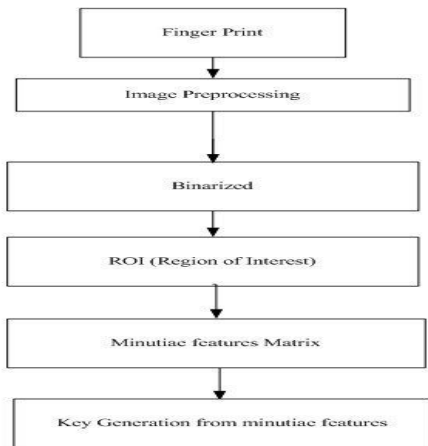 Finger Print
Image Preprocessing
Binarized
ROI (Region of Interest)
Minutiae features Matrix
Key Generation from minutiae features